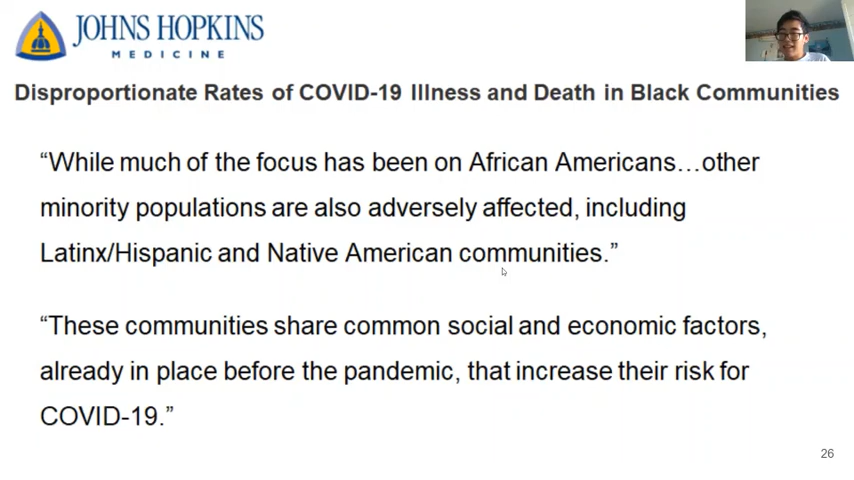 JOHNS HOPKINS
MEDICINE
Disproportionate Rates of COVID-19 Illness and Death in Black Communities
“While much of the focus has been on African Americans…other
minority populations are also adversely affected, including
Latinx/Hispanic and Native American communities.”
“These communities share common social and economic factors,
already in place before the pandemic, that increase their risk for
COVID-19.”
26